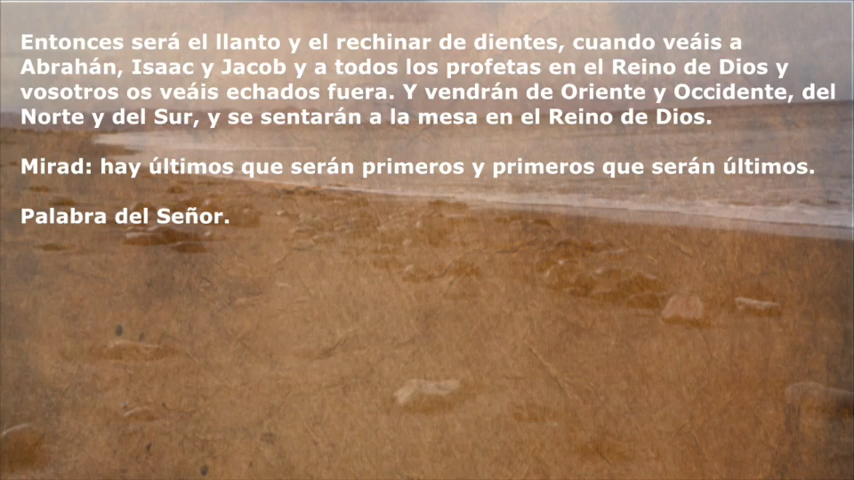 Entonces será el llanto y el rechinar de dientes, cuando veáis a
Abrahán, Isaac y Jacob y a todos los profetas en el Reino de Dios y
vosotros os veáis echados fuera. Y vendrán de Oriente y Occidente, del
Norte y del Sur, y se sentarán a la mesa en el Reino de Dios.
Mirad: hay últimos que serán primeros y primeros que serán últimos.
Palabra del Señor.